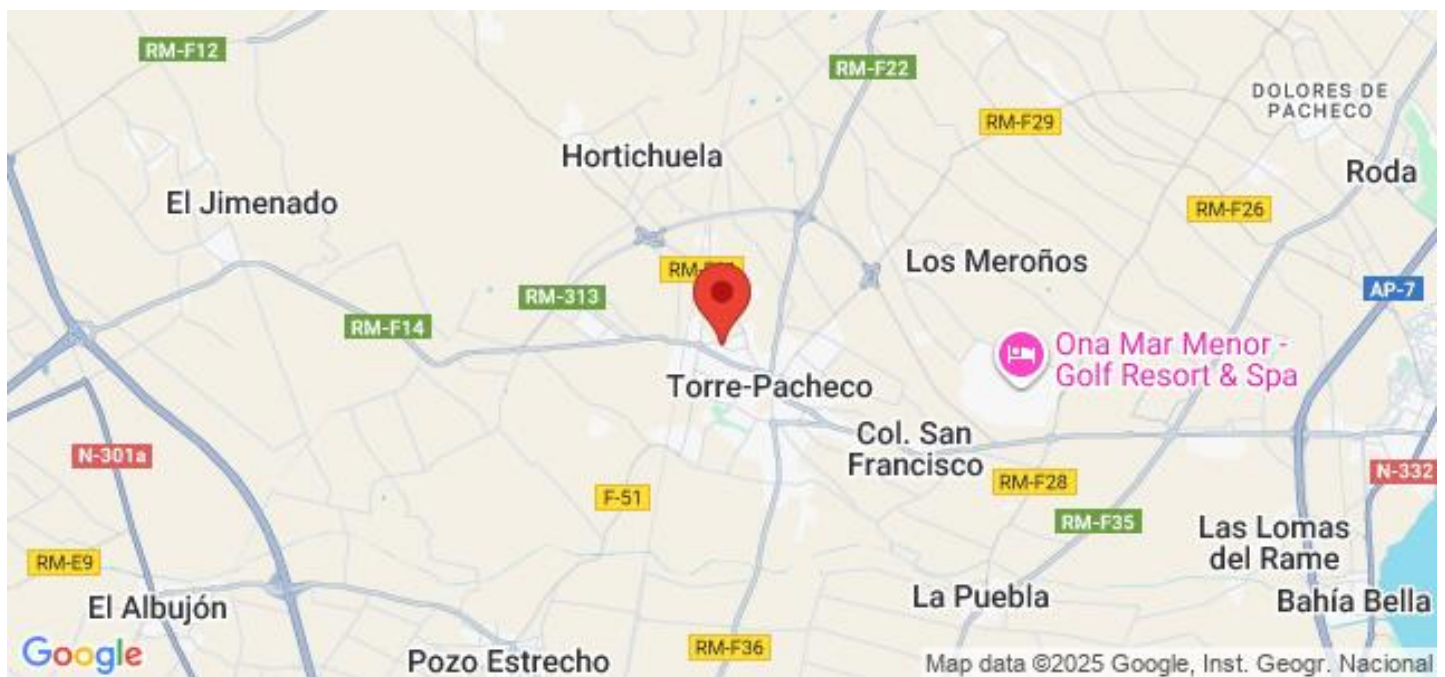 RM-F12
RM-F22
DOLORES DE
PACHECO
RM-F29
Hortichuela
Roda
El Jimenado
RM-F26
Los Meroños
RM-313
AP-7
RM-F14
Ona Mar Menor -
Golf Resort & Spa
Torre-Pacheco
Col. San
Francisco
N-301a
N-332
RM-F28
F-51
RM-F35
Las Lomas
del Rame
RM-E9
La Puebla
Bahía Bella
El Albujón
RM-F36
Pozo Estrecho
Google
Map data ©2025 Google, Inst. Geogr. Nacional